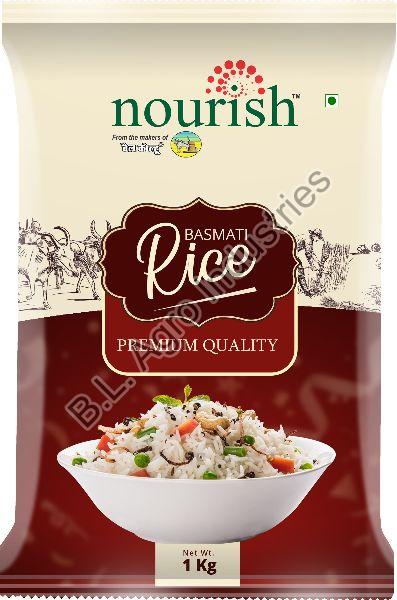 nourish™
From the makers of
बैल कोल्हू
BASMATI
Rice
PREMIUM QUALITY
B.L. Agro Industries
Net Wt.
1 Kg